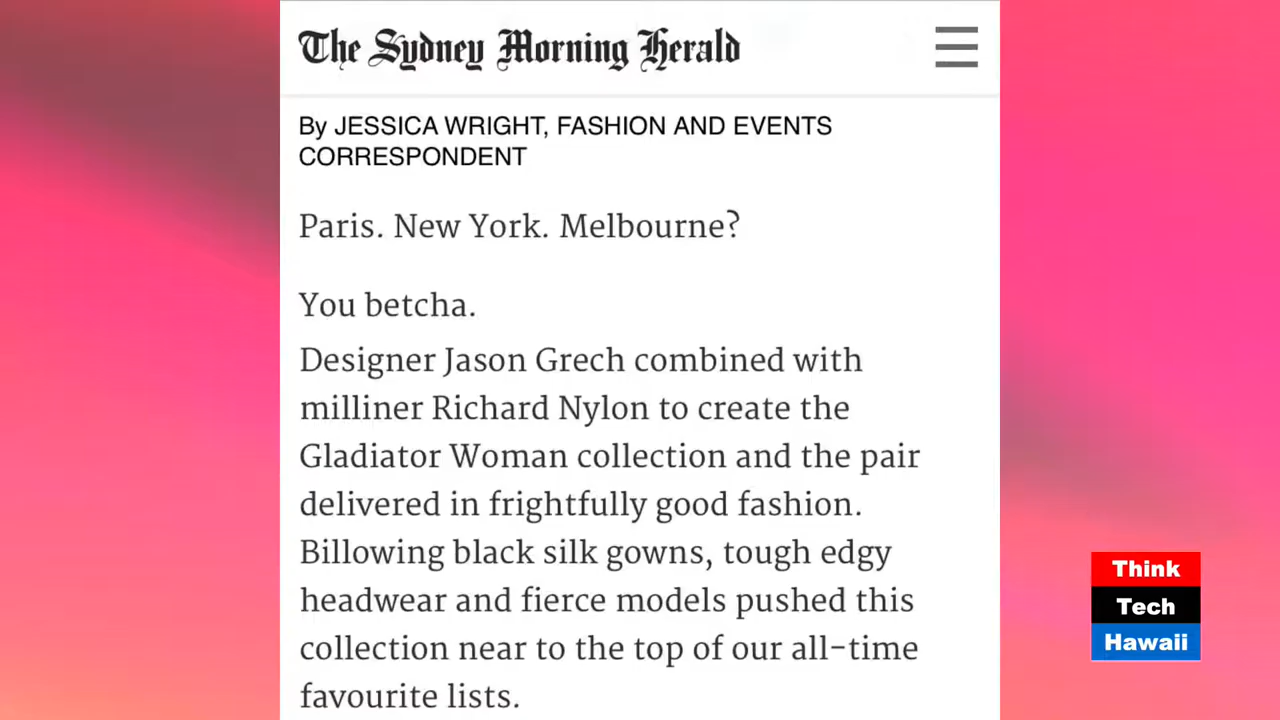 The Sydney Morning Herald
By JESSICA WRIGHT, FASHION AND EVENTS
CORRESPONDENT
Paris. New York. Melbourne?
You betcha.
Designer Jason Grech combined with
milliner Richard Nylon to create the
Gladiator Woman collection and the pair
delivered in frightfully good fashion.
Billowing black silk gowns, tough edgy
headwear and fierce models pushed this
collection near to the top of our all-time
favourite lists.
Think
Tech
Hawaii